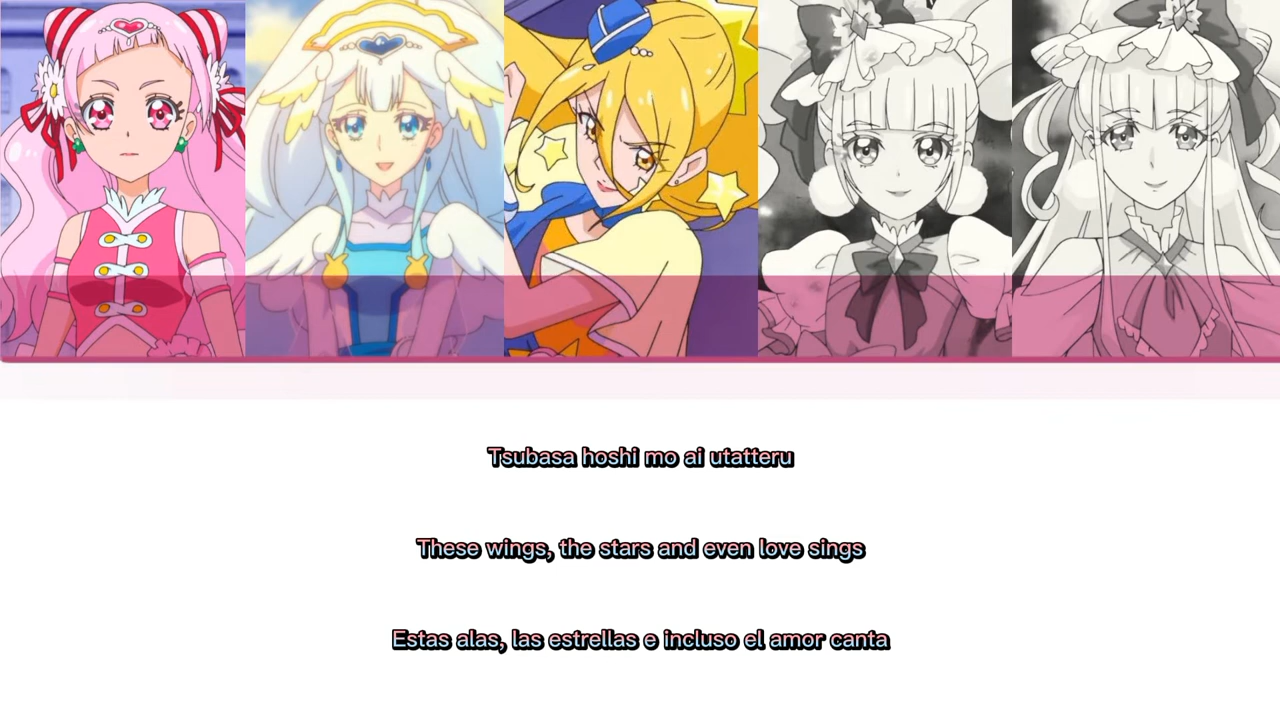 Tsubasa hoshi mo ai utatteru
These wings, the stars and even love sings
Estas alas, las estrellas e incluso el amor canta